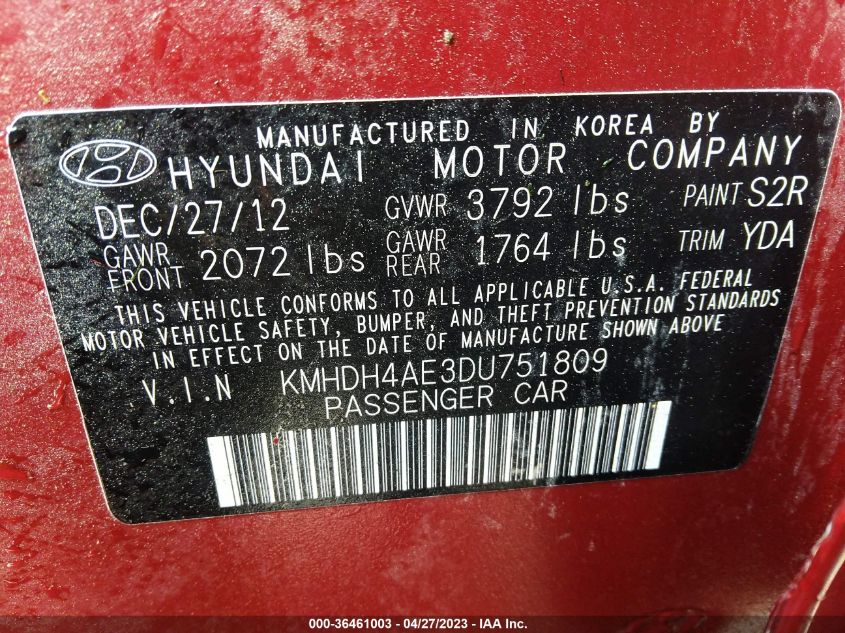 MANUFACTURED IN KOREA BY
HYUNDAI MOTOR COMPANY
DEC/27/12 GVWR 3792 lbs PAINT S2R
GAWR FRONT 2072 lbs GAWR REAR 1764 lbs TRIM YDA
THIS VEHICLE CONFORMS TO ALL APPLICABLE U.S.A. FEDERAL
MOTOR VEHICLE SAFETY, BUMPER, AND THEFT PREVENTION STANDARDS
IN EFFECT ON THE DATE OF MANUFACTURE SHOWN ABOVE
V.I.N KMHDH4AE3DU751809
PASSENGER CAR
000-36461003 - 04/27/2023 - IAA Inc.